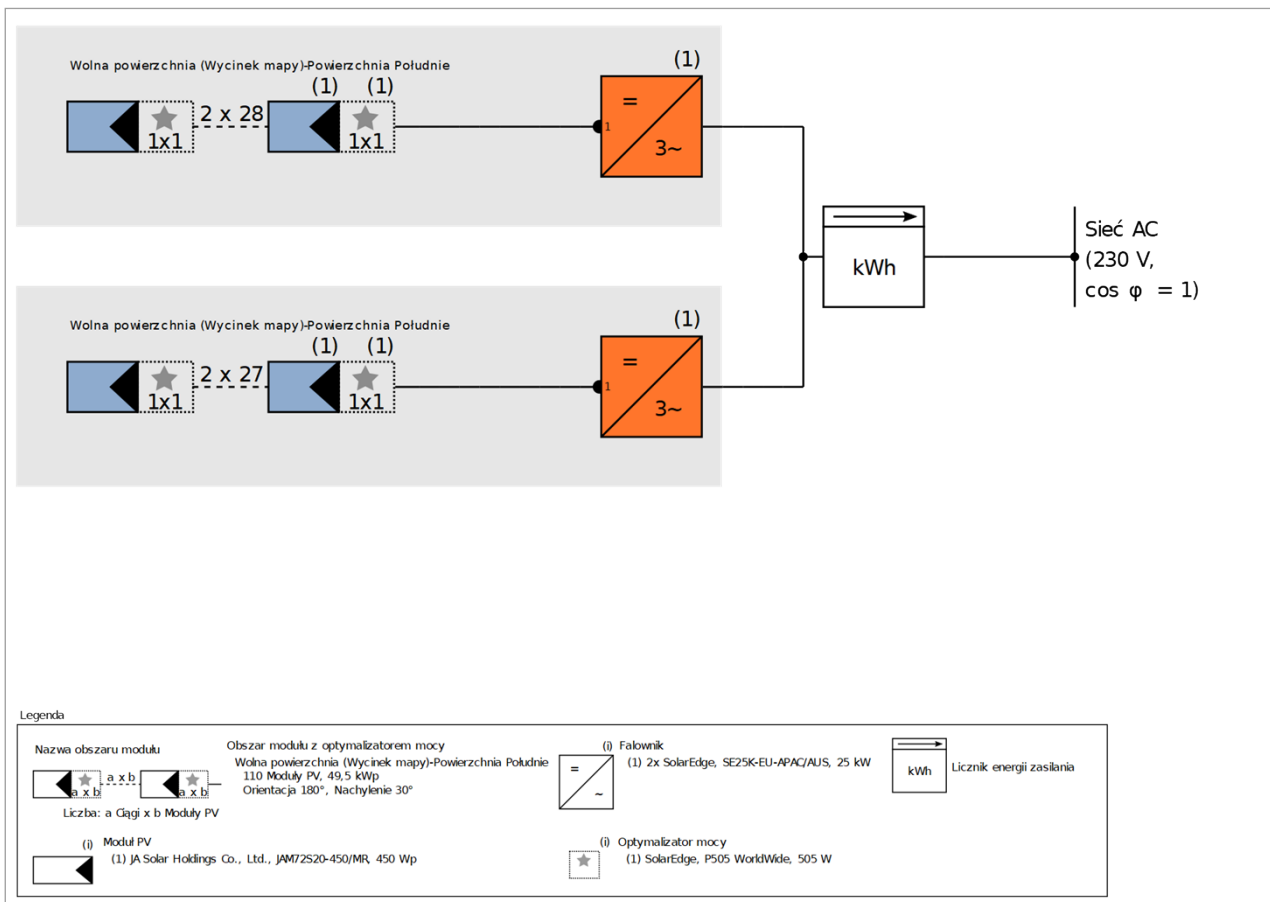 Wolna powierzchnia (Wycinek mapy)-Powierzchnia Południe
(1) (1) (1)
2 x 28
1x1 1x1
= 1 3~
Sieć AC
(230 V,
cos φ = 1)
kWh
Wolna powierzchnia (Wycinek mapy)-Powierzchnia Południe
(1) (1) (1)
2 x 27
1x1 1x1
= 1 3~
Legenda
Nazwa obszaru modułu
a x b
a x b a x b
Liczba: a Ciągi x b Moduły PV
Obszar modułu z optymalizatorem mocy
Wolna powierzchnia (Wycinek mapy)-Powierzchnia Południe
110 Moduły PV, 49,5 kWp
Orientacja 180°, Nachylenie 30°
(i) Falownik
(1) 2x SolarEdge, SE25K-EU-APAC/AUS, 25 kW
= ~
kWh
Licznik energii zasilania
(i) Moduł PV
(1) JA Solar Holdings Co., Ltd., JAM72S20-450/MR, 450 Wp
(i) Optymalizator mocy
(1) SolarEdge, P505 WorldWide, 505 W